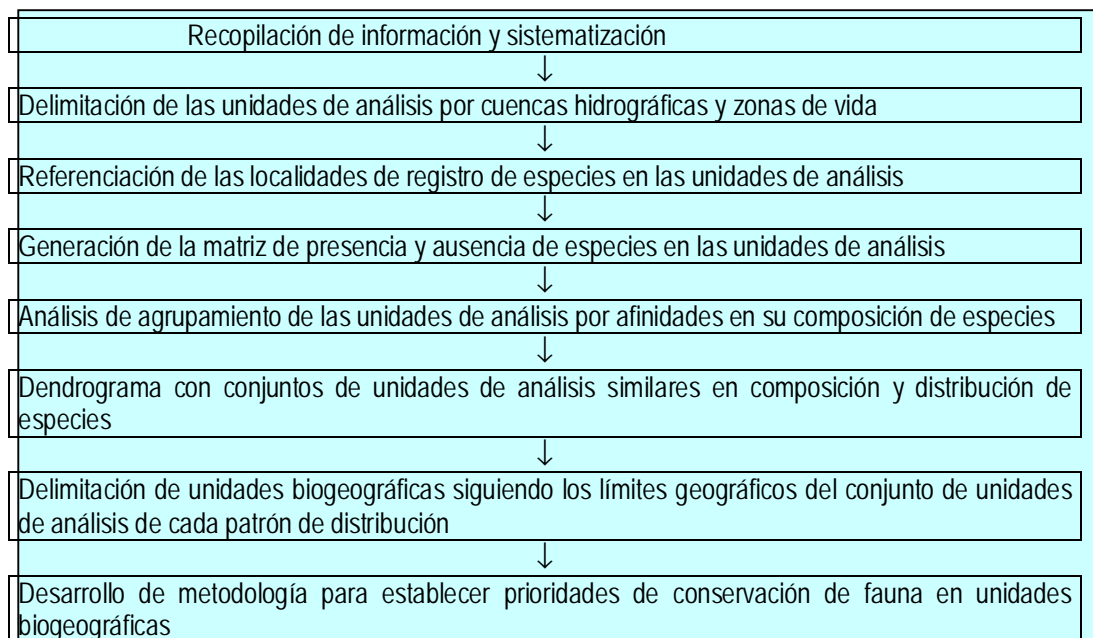 Recopilación de información y sistematización
↓
Delimitación de las unidades de análisis por cuencas hidrográficas y zonas de vida
↓
Referenciación de las localidades de registro de especies en las unidades de análisis
↓
Generación de la matriz de presencia y ausencia de especies en las unidades de análisis
↓
Análisis de agrupamiento de las unidades de análisis por afinidades en su composición de especies
↓
Dendrograma con conjuntos de unidades de análisis similares en composición y distribución de
especies
↓
Delimitación de unidades biogeográficas siguiendo los límites geográficos del conjunto de unidades
de análisis de cada patrón de distribución
↓
Desarrollo de metodología para establecer prioridades de conservación de fauna en unidades
biogeográficas